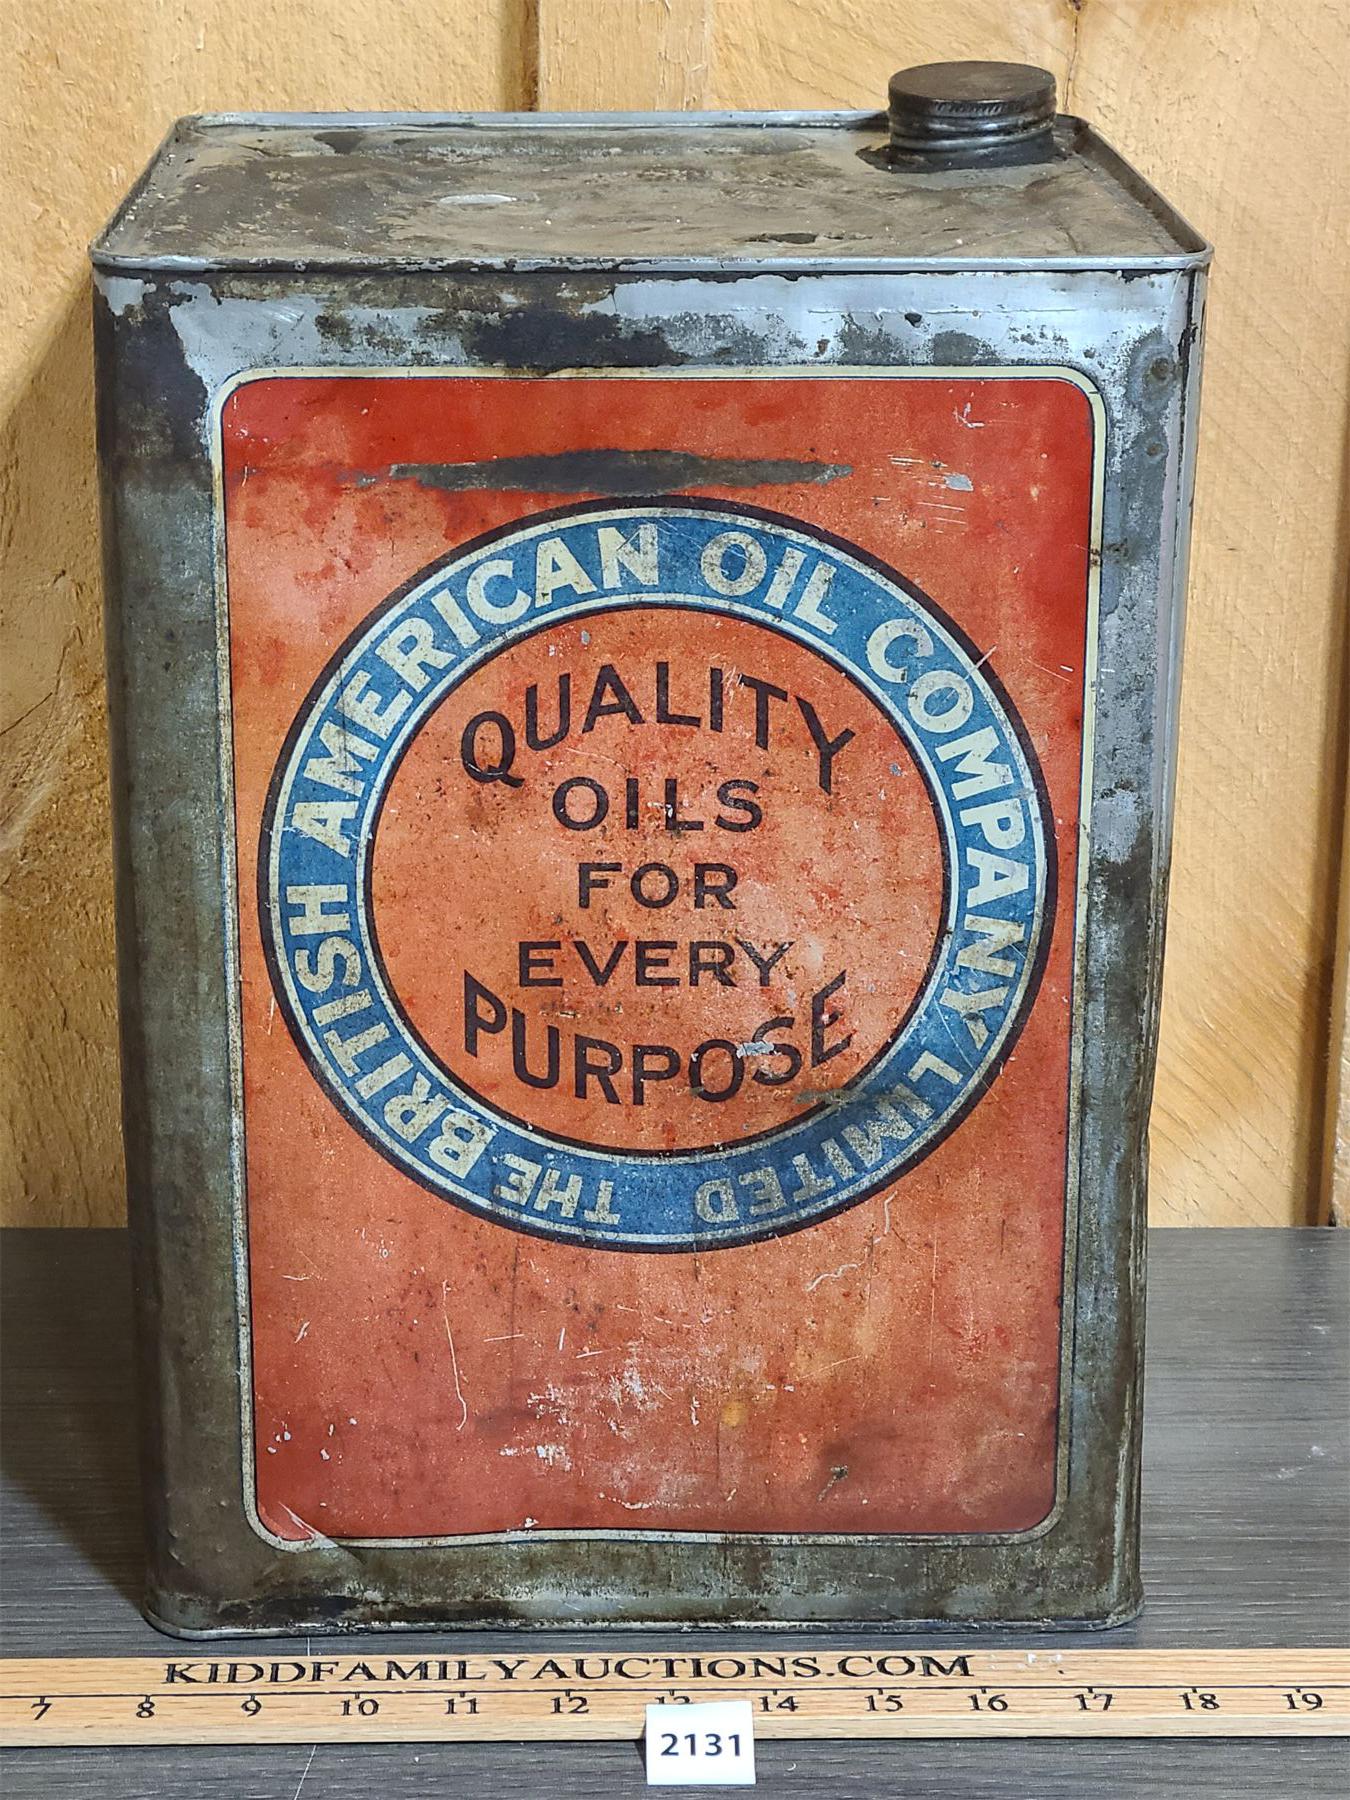 THE BRITISH AMERICAN OIL COMPANY LIMITED
QUALITY
OILS
FOR
EVERY
PURPOSE
KIDDFAMILYAUCTIONS.COM
7 8 9 10 11 12 13 14 15 16 17 18 19
2131